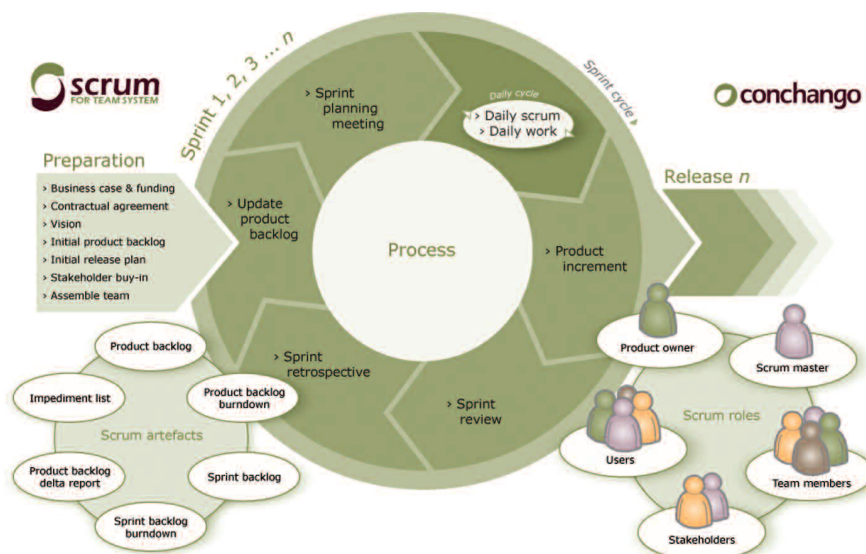 scrum
FOR TEAM SYSTEM
Sprint 1, 2, 3 ... n
› Sprint
planning
meeting
Daily cycle
› Daily scrum
› Daily work
Sprint cycle
conchango
Preparation
› Business case & funding
› Contractual agreement
› Vision
› Initial product backlog
› Initial release plan
› Stakeholder buy-in
› Assemble team
› Update
product
backlog
Process
› Product
increment
Release n
› Sprint
retrospective
› Sprint
review
Product backlog
Impediment list
Product backlog
burndown
Scrum artefacts
Product backlog
delta report
Sprint backlog
Sprint backlog
burndown
Product owner
Scrum master
Scrum roles
Users
Team members
Stakeholders